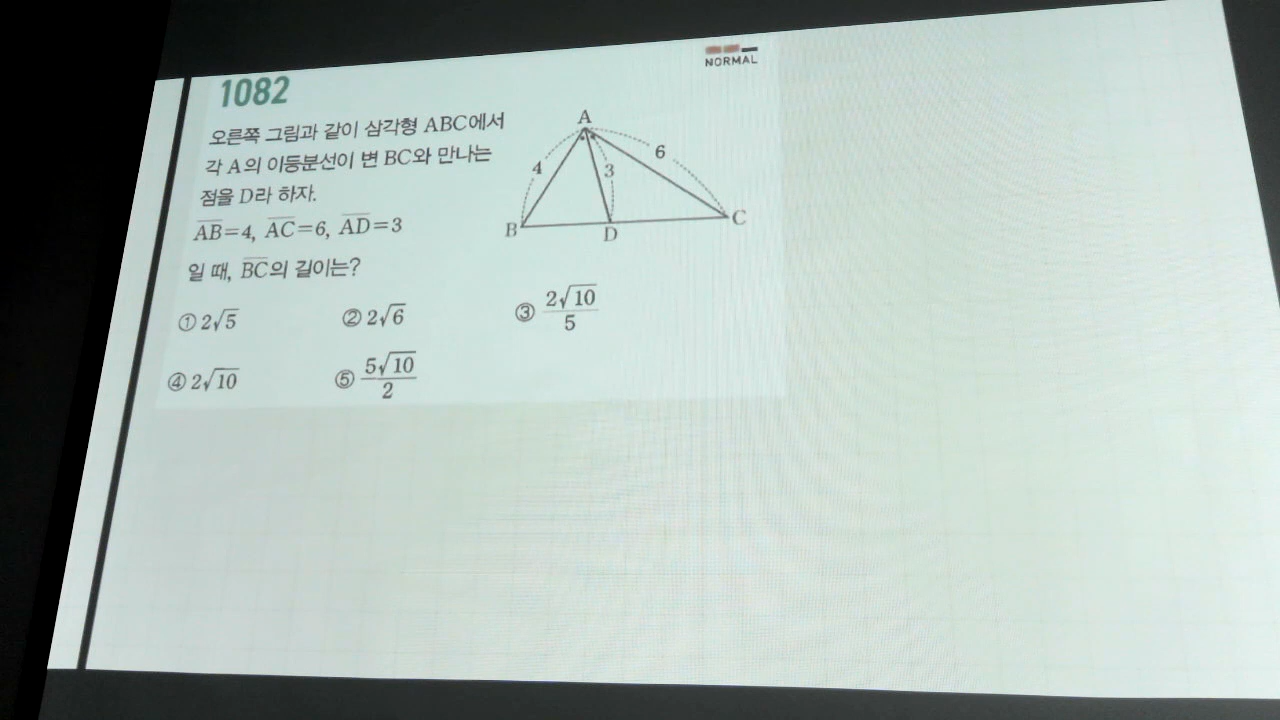 NORMAL
1082
오른쪽 그림과 같이 삼각형 ABC에서
각 A의 이등분선이 변 BC와 만나는
점을 D라 하자.
AB=4, AC=6, AD=3
일 때, BC의 길이는?
A
4
3
6
B
D
C
① 2√5 ② 2√6 ③ 2√10/5
④ 2√10 ⑤ 5√10/2